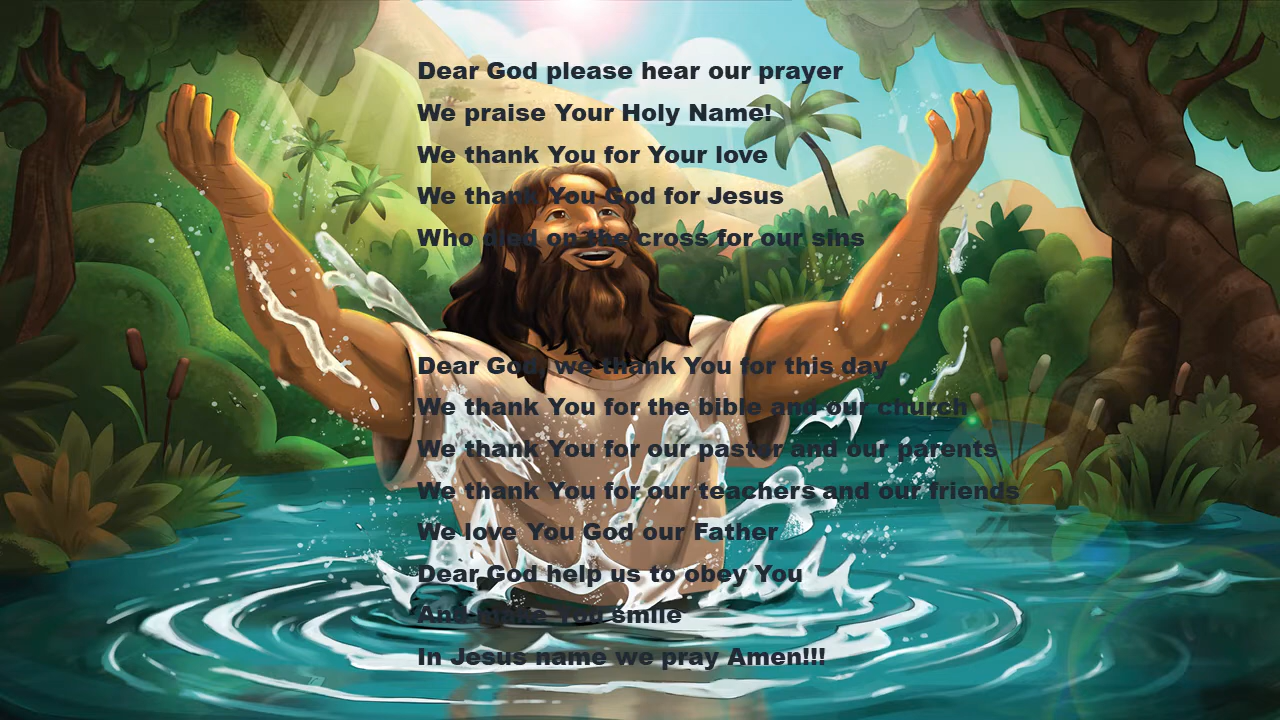 Dear God please hear our prayer
We praise Your Holy Name!
We thank You for Your love
We thank You God for Jesus
Who died on the cross for our sins
Dear God, we thank You for this day
We thank You for the bible and our church
We thank You for our pastor and our parents
We thank You for our teachers and our friends
We love You God our Father
Dear God help us to obey You
And make You smile
In Jesus name we pray Amen!!!